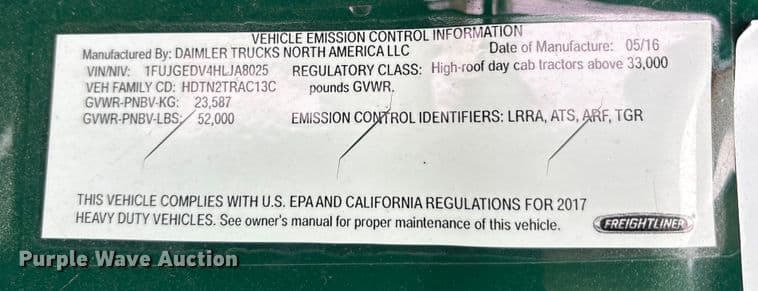 VEHICLE EMISSION CONTROL INFORMATION
Manufactured By: DAIMLER TRUCKS NORTH AMERICA LLC Date of Manufacture: 05/16
VIN/NIV: 1FUJGEDV4HLJA8025 REGULATORY CLASS: High-roof day cab tractors above 33,000
VEH FAMILY CD: HDTN2TRAC13C pounds GVWR.
GVWR-PNBV-KG: 23,587
GVWR-PNBV-LBS: 52,000 EMISSION CONTROL IDENTIFIERS: LRRA, ATS, ARF, TGR
THIS VEHICLE COMPLIES WITH U.S. EPA AND CALIFORNIA REGULATIONS FOR 2017
HEAVY DUTY VEHICLES. See owner's manual for proper maintenance of this vehicle.
FREIGHTLINER
Purple Wave Auction